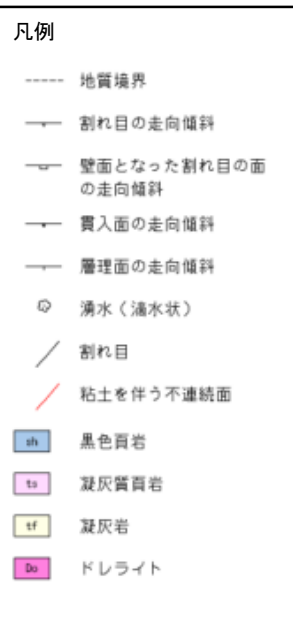 凡例
地質境界
割れ目の走向傾斜
壁面となった割れ目の面
の走向傾斜
貫入面の走向傾斜
層理面の走向傾斜
湧水（滴水状）
割れ目
粘土を伴う不連続面
sh 黒色頁岩
ts 凝灰質頁岩
tf 凝灰岩
Do ドレライト